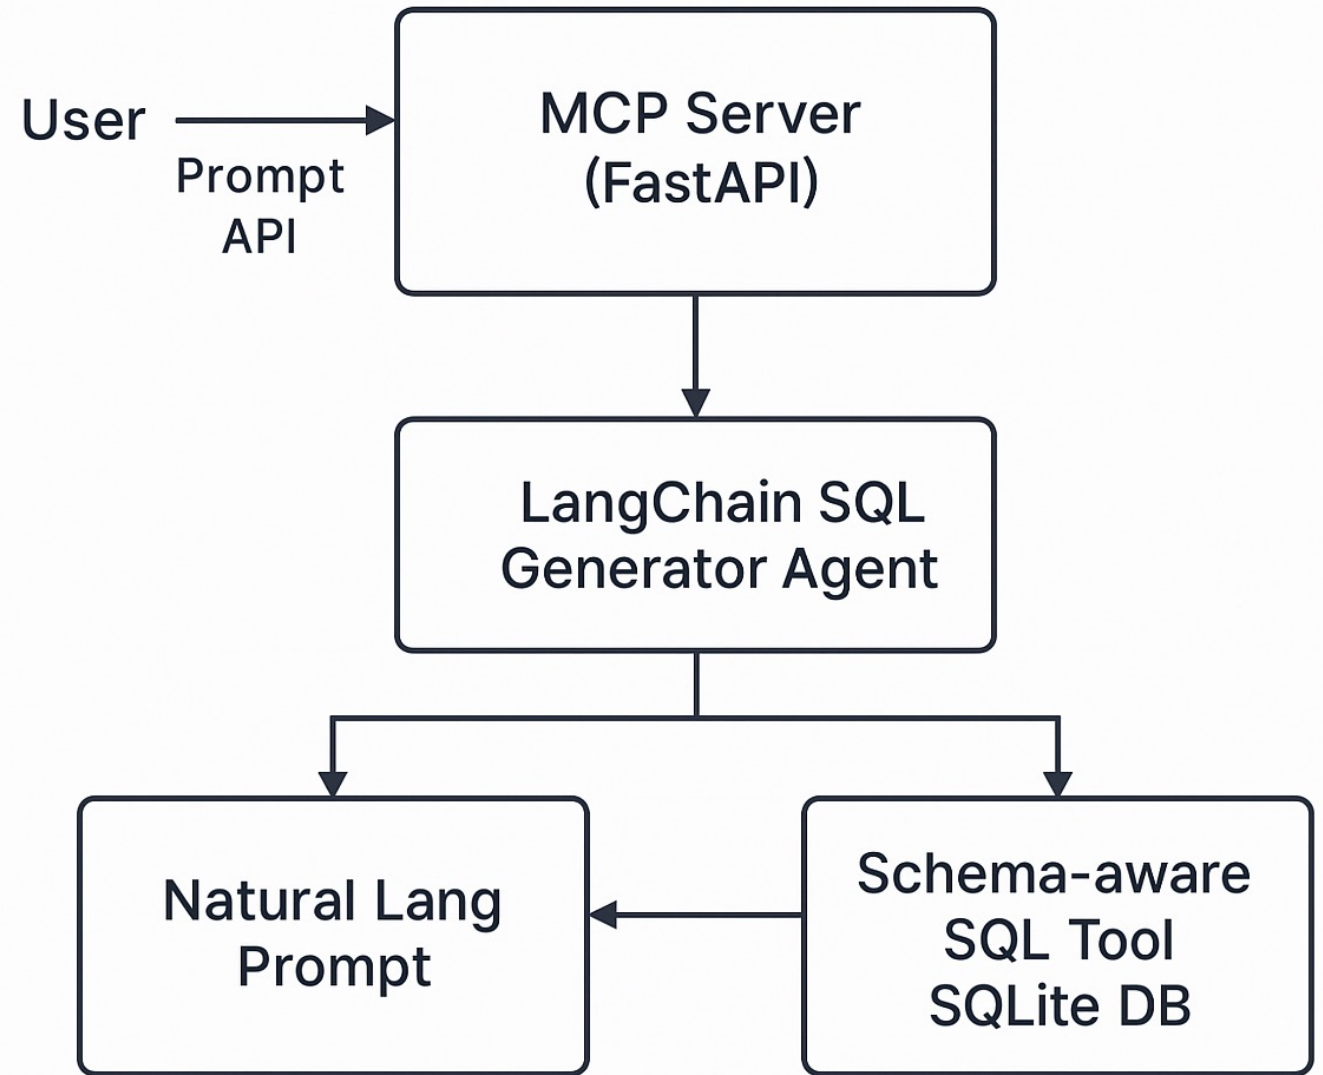 User
Prompt
API
MCP Server
(FastAPI)
LangChain SQL
Generator Agent
Natural Lang
Prompt
Schema-aware
SQL Tool
SQLite DB